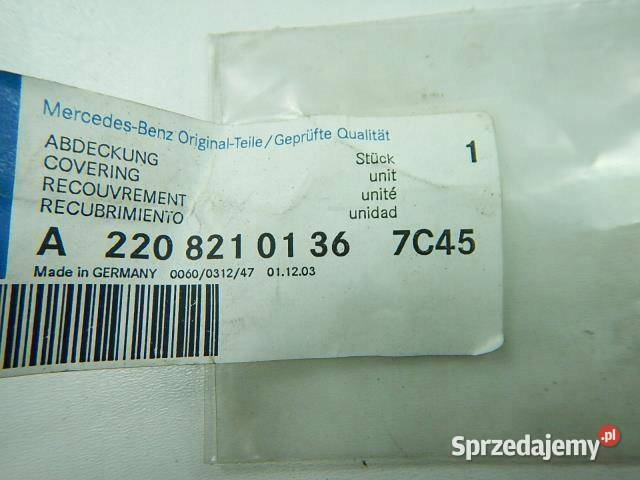 Mercedes-Benz Original-Teile/Geprüfte Qualität
ABDECKUNG
COVERING
RECOUVREMENT
RECUBRIMIENTO
Stück 1
unit
unité
unidad
A 220 821 01 36 7C45
Made in GERMANY 0060/0312/47 01.12.03
Sprzedajemy.pl